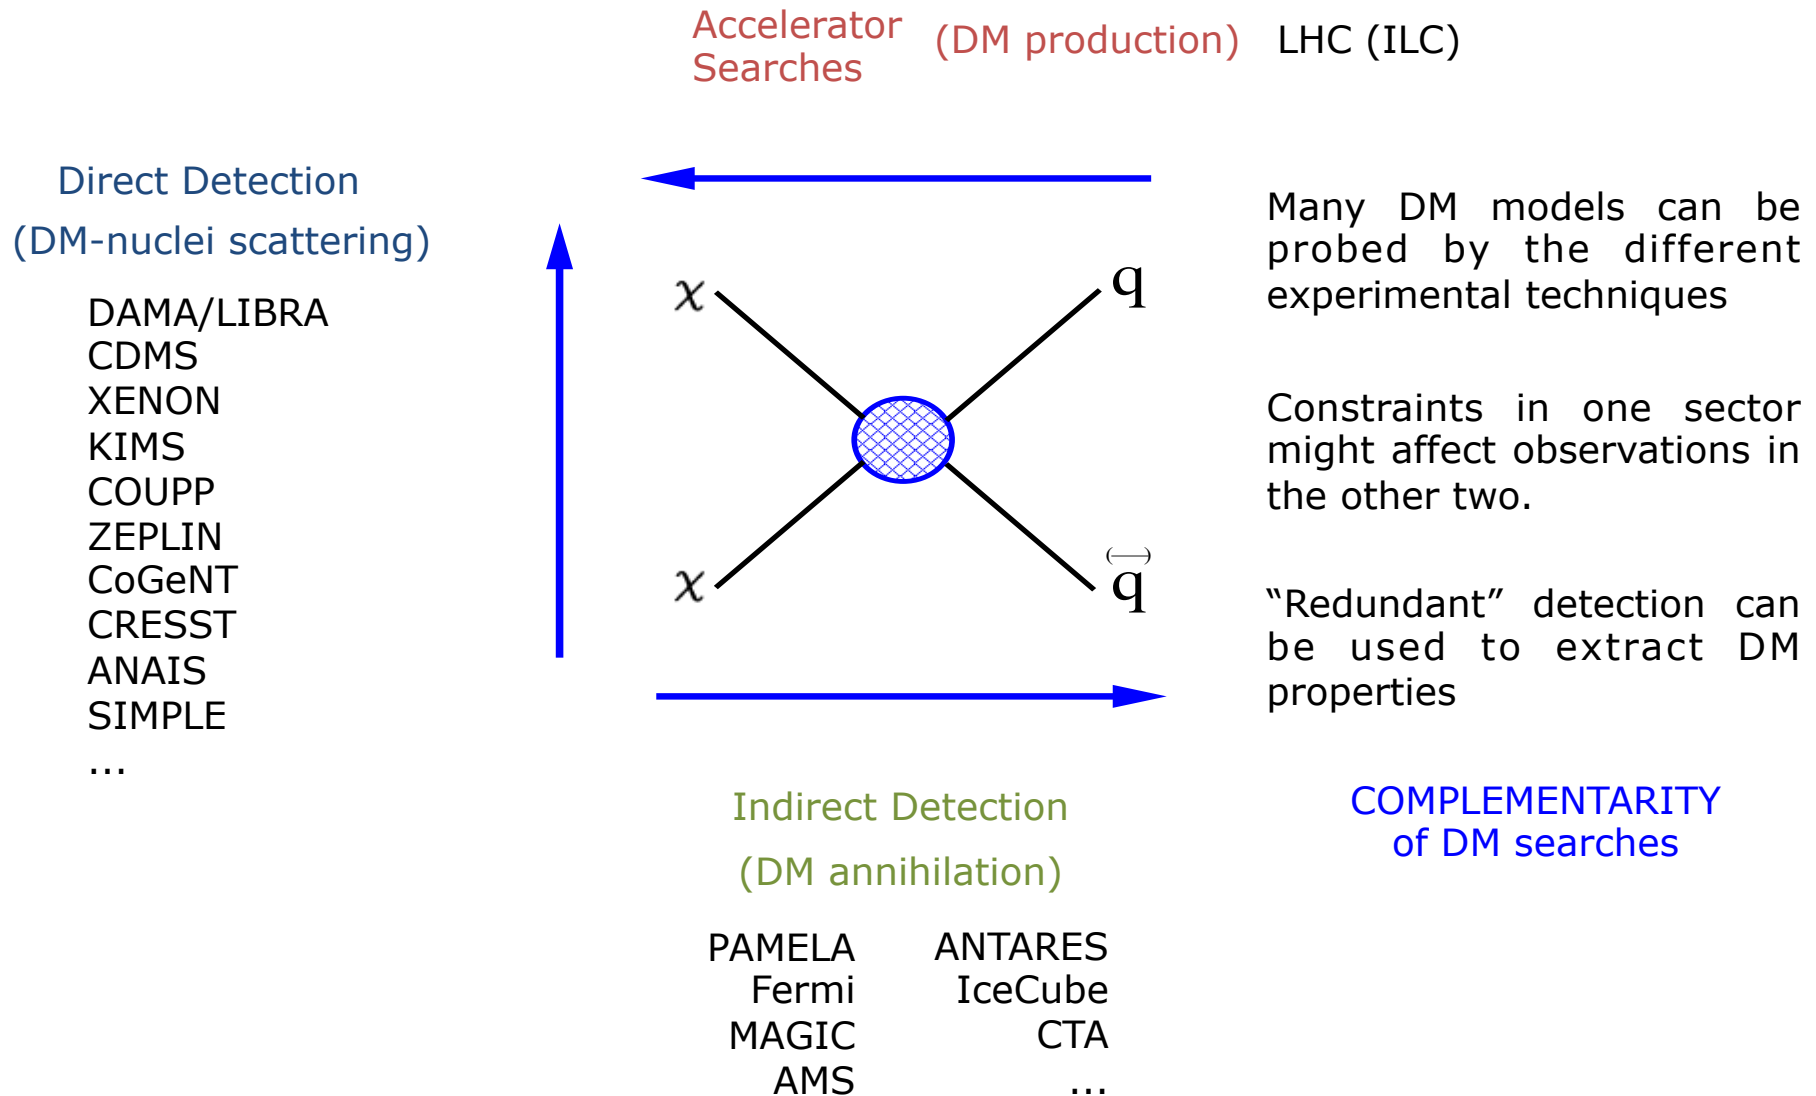 Accelerator
Searches
(DM production)
LHC (ILC)
Direct Detection
(DM-nuclei scattering)
DAMA/LIBRA
CDMS
XENON
KIMS
COUPP
ZEPLIN
CoGeNT
CRESST
ANAIS
SIMPLE
...
χ
q
χ
(—)
q
Many DM models can be
probed by the different
experimental techniques
Constraints in one sector
might affect observations in
the other two.
“Redundant” detection can
be used to extract DM
properties
COMPLEMENTARITY
of DM searches
Indirect Detection
(DM annihilation)
PAMELA
Fermi
MAGIC
AMS
ANTARES
IceCube
CTA
...